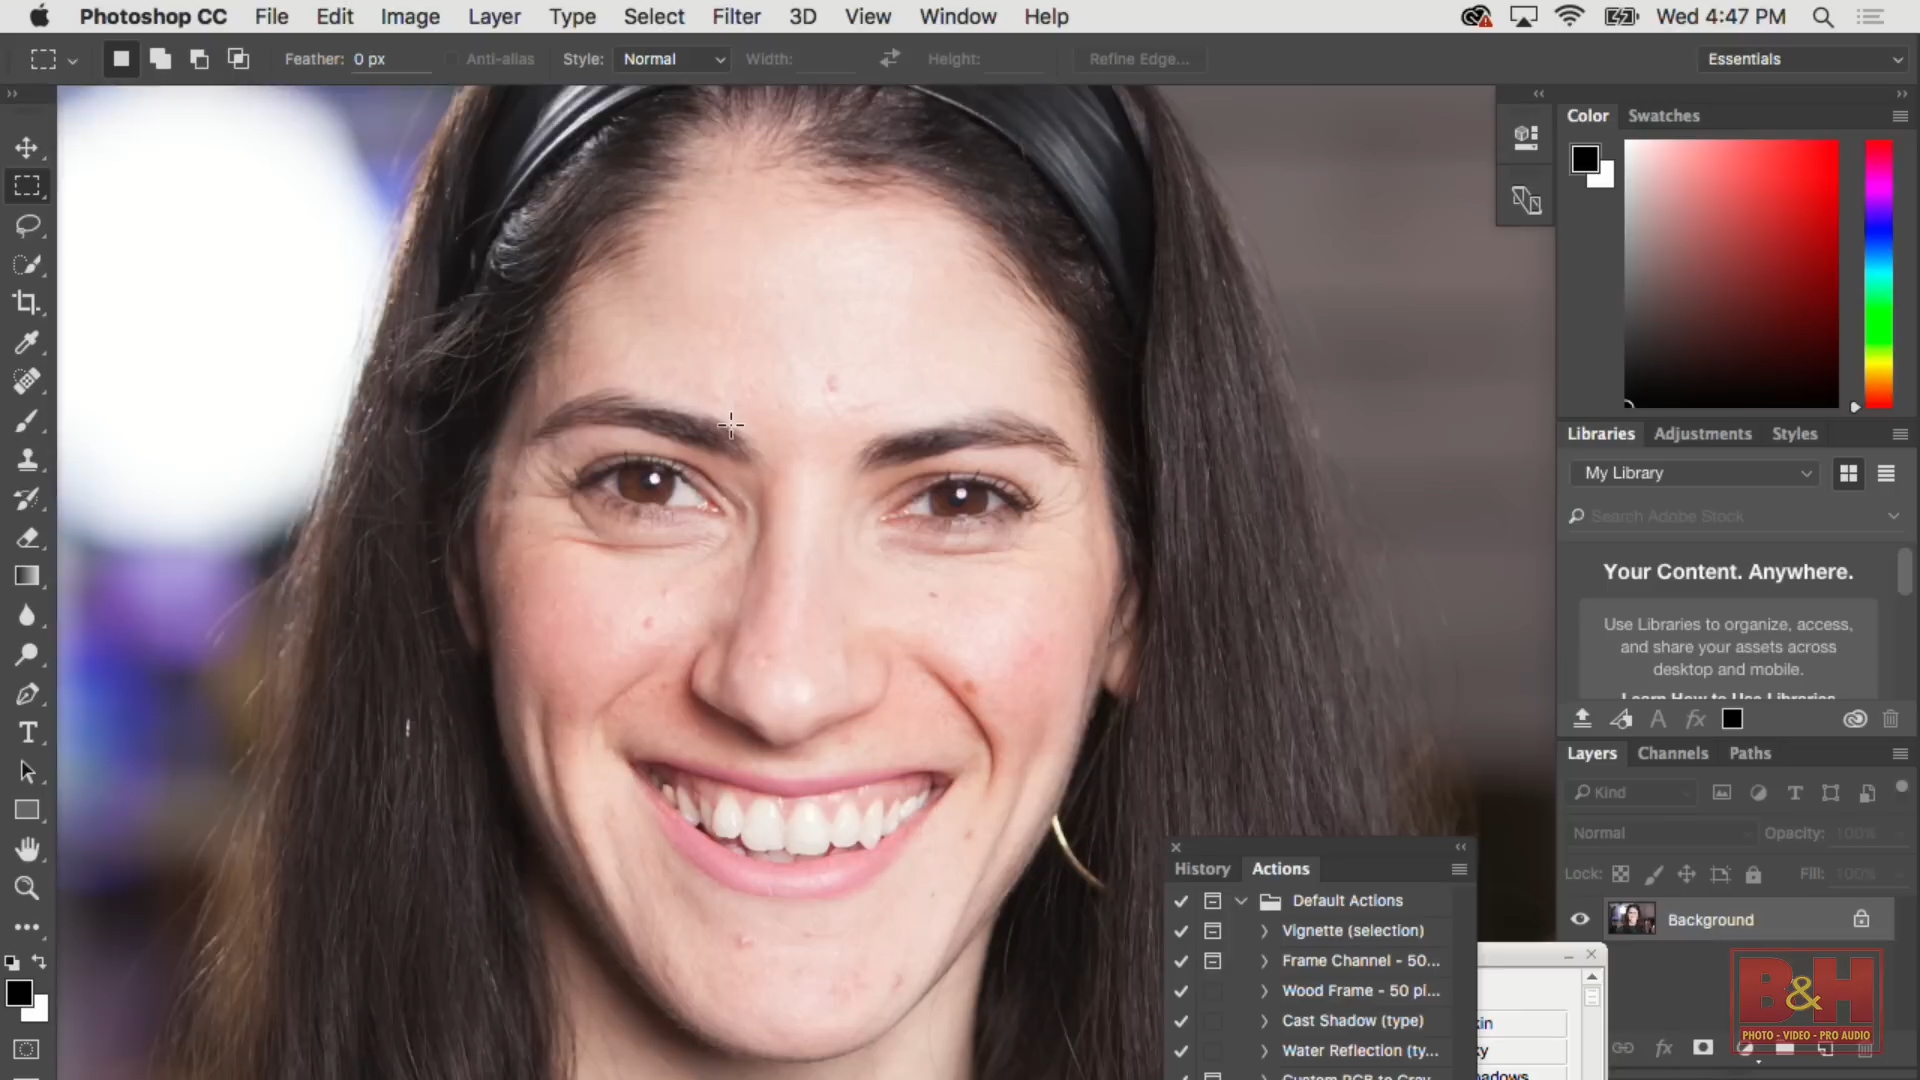 Photoshop CC File Edit Image Layer Type Select Filter 3D View Window Help Wed 4:47 PM
Feather: 0 px Anti-alias Style: Normal Width: Height: Refine Edge... Essentials
Color Swatches
Libraries Adjustments Styles
My Library
Search Adobe Stock
Your Content. Anywhere.
Use Libraries to organize, access,
and share your assets across
desktop and mobile.
Learn How to Use Libraries
Layers Channels Paths
Kind
Normal Opacity: 100%
Lock: Fill: 100%
Background
History Actions
Default Actions
Vignette (selection)
Frame Channel - 50...
Wood Frame - 50 pi...
Cast Shadow (type)
Water Reflection (ty...
B&H
PHOTO - VIDEO - PRO AUDIO